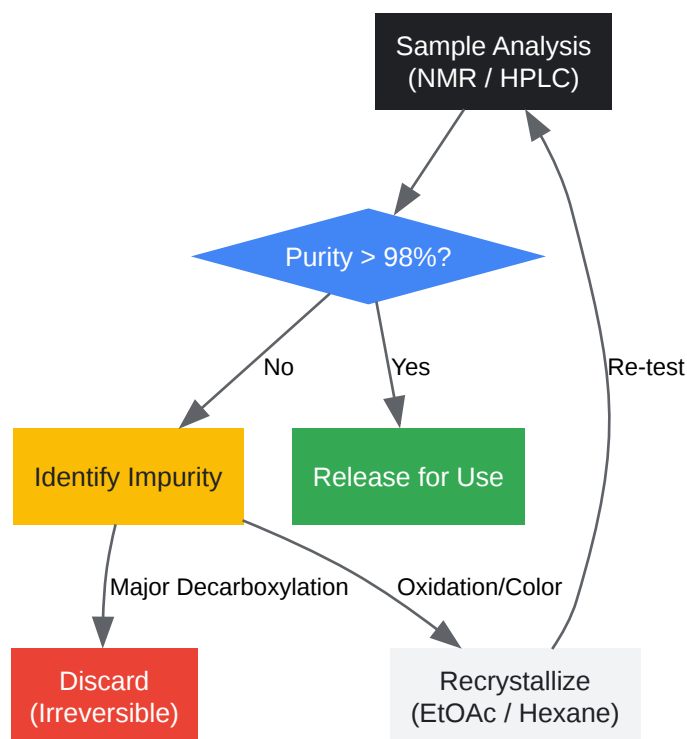 Sample Analysis
(NMR / HPLC)
Purity > 98%?
No
Yes
Re-test
Identify Impurity
Release for Use
Major Decarboxylation
Oxidation/Color
Discard
(Irreversible)
Recrystallize
(EtOAc / Hexane)